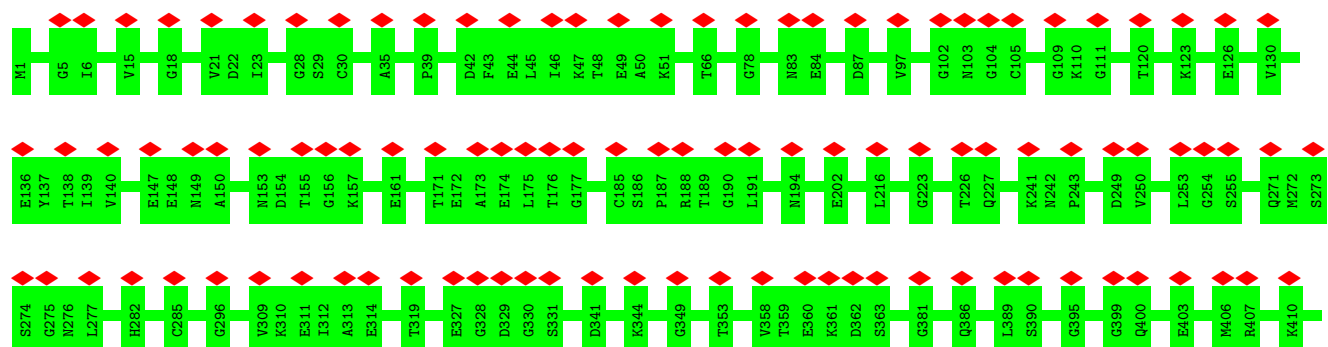 M1 G5 I6 V15 G18 V21 D22 I23 G28 S29 C30 A35 P39 D42 F43 E44 L45 I46 K47 T48 E49 A50 K51 T66 G78 N83 E84 D87 V97 G102 N103 G104 C105 G109 K110 G111 T120 K123 E126 V130
E136 Y137 T138 I139 V140 E147 E148 N149 A150 N153 D154 T155 G156 K157 E161 T171 E172 A173 E174 L175 T176 G177 C185 S186 P187 R188 T189 G190 L191 N194 E202 L216 G223 T226 Q227 K241 N242 P243 D249 V250 L253 G254 S255 Q271 M272 S273
S274 G275 N276 L277 H282 C285 G296 V309 K310 E311 I312 A313 E314 T319 E327 G328 D329 G330 S331 D341 K344 G349 T353 V358 T359 E360 K361 D362 S363 G381 Q386 L389 S390 G395 G399 Q400 E403 M406 R407 K410